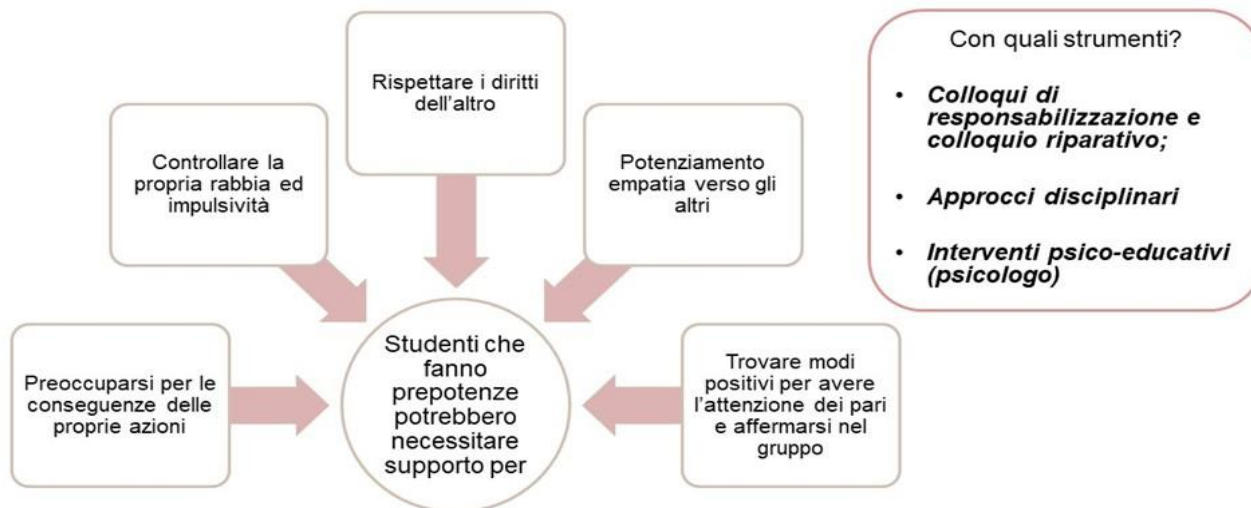 Rispettare i diritti
dell'altro
Controllare la
propria rabbia ed
impulsività
Potenziamento
empatia verso gli
altri
Preoccuparsi per le
conseguenze delle
proprie azioni
Studenti che
fanno
prepotenze
potrebbero
necessitare
supporto per
Trovare modi
positivi per avere
l'attenzione dei pari
e affermarsi nel
gruppo
Con quali strumenti?
• Colloqui di
responsabilizzazione e
colloquio riparativo;
• Approcci disciplinari
• Interventi psico-educativi
(psicologo)